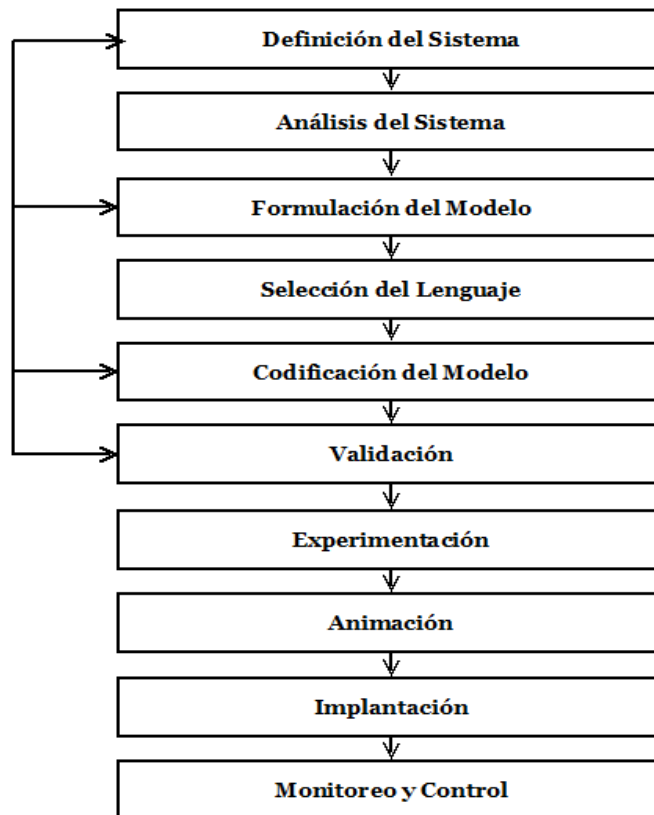 Definición del Sistema
Análisis del Sistema
Formulación del Modelo
Selección del Lenguaje
Codificación del Modelo
Validación
Experimentación
Animación
Implantación
Monitoreo y Control